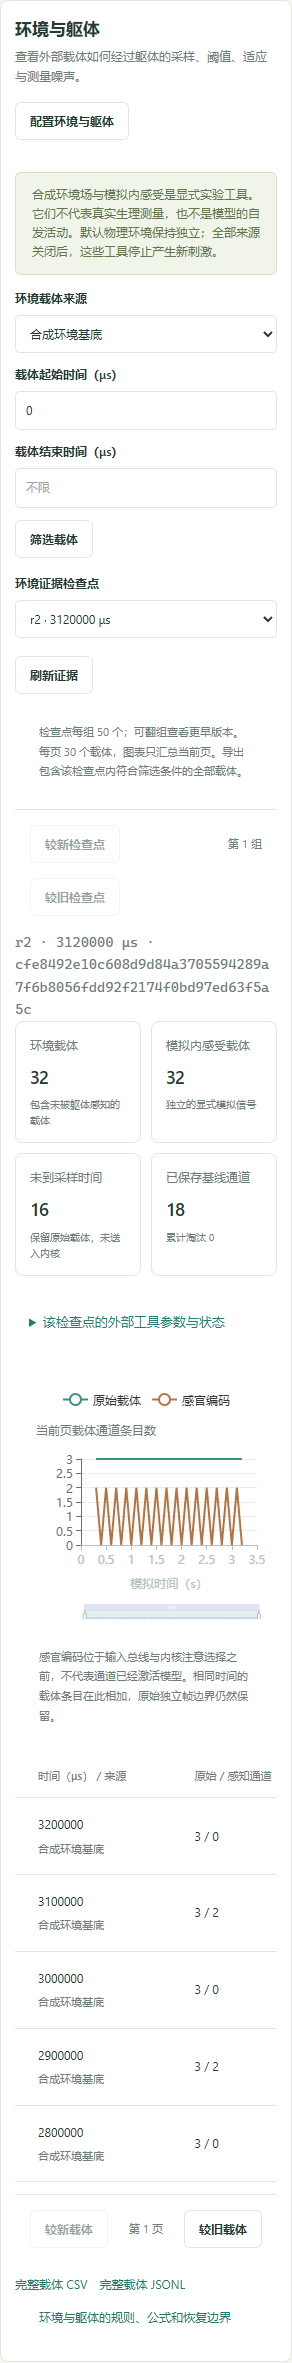 环境与躯体
查看外部载体如何经过躯体的采样、阈值、适应
与测量噪声。
配置环境与躯体
合成环境场与模拟内感受是显式实验工具。
它们不代表真实生理测量，也不是模型的自
发活动。默认物理环境保持独立；全部来源
关闭后，这些工具停止产生新刺激。
环境载体来源
合成环境基底
载体起始时间（μs）
0
载体结束时间（μs）
不限
筛选载体
环境证据检查点
r2 · 3120000 μs
刷新证据
检查点每组 50 个；可翻组查看更早版本。
每页 30 个载体，图表只汇总当前页。导出
包含该检查点内符合筛选条件的全部载体。
较新检查点
第 1 组
较旧检查点
r2 · 3120000 μs ·
cfe8492e10c608d9d84a3705594289a
7f6b8056fdd92f2174f0bd97ed63f5a
5c
环境载体
32
包含未被躯体感知的
载体
模拟内感受载体
32
独立的显式模拟信号
未到采样时间
16
保留原始载体，未送
入内核
已保存基线通道
18
累计淘汰 0
▶ 该检查点的外部工具参数与状态
原始载体 感官编码
当前页载体通道条目数
3
2.5
2
1.5
1
0.5
0
0 0.5 1 1.5 2 2.5 3 3.5
模拟时间（s）
感官编码位于输入总线与内核注意选择之
前，不代表通道已经激活模型。相同时间的
载体条目在此相加，原始独立帧边界仍然保
留。
时间（μs）/ 来源 原始 / 感知通道
3200000
合成环境基底
3 / 0
3100000
合成环境基底
3 / 2
3000000
合成环境基底
3 / 0
2900000
合成环境基底
3 / 2
2800000
合成环境基底
3 / 0
较新载体 第 1 页 较旧载体
完整载体 CSV 完整载体 JSONL
环境与躯体的规则、公式和恢复边界